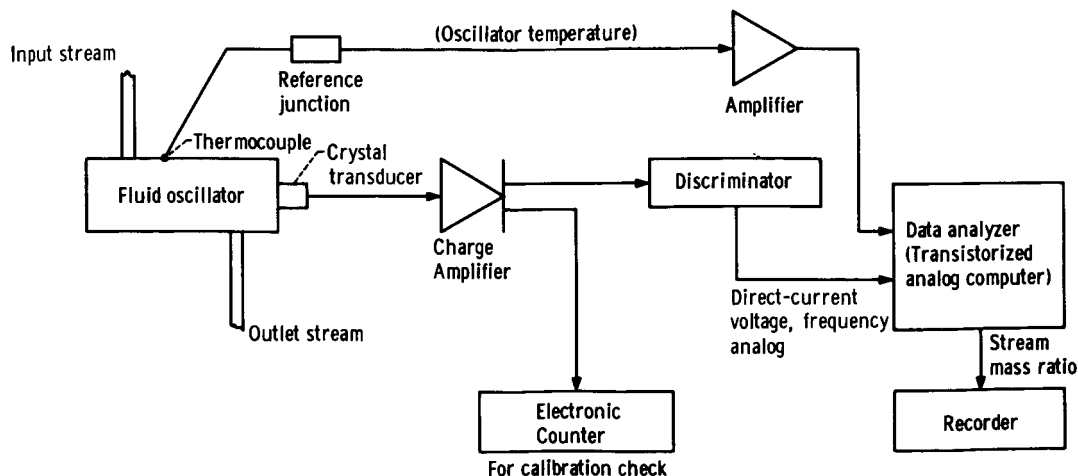 (Oscillator temperature)
Input stream
Reference
junction
Amplifier
Thermocouple
Crystal
transducer
Fluid oscillator
Discriminator
Charge
Amplifier
Data analyzer
(Transistorized
analog computer)
Direct-current
voltage, frequency
analog
Outlet stream
Stream
mass ratio
Electronic
Counter
Recorder
For calibration check